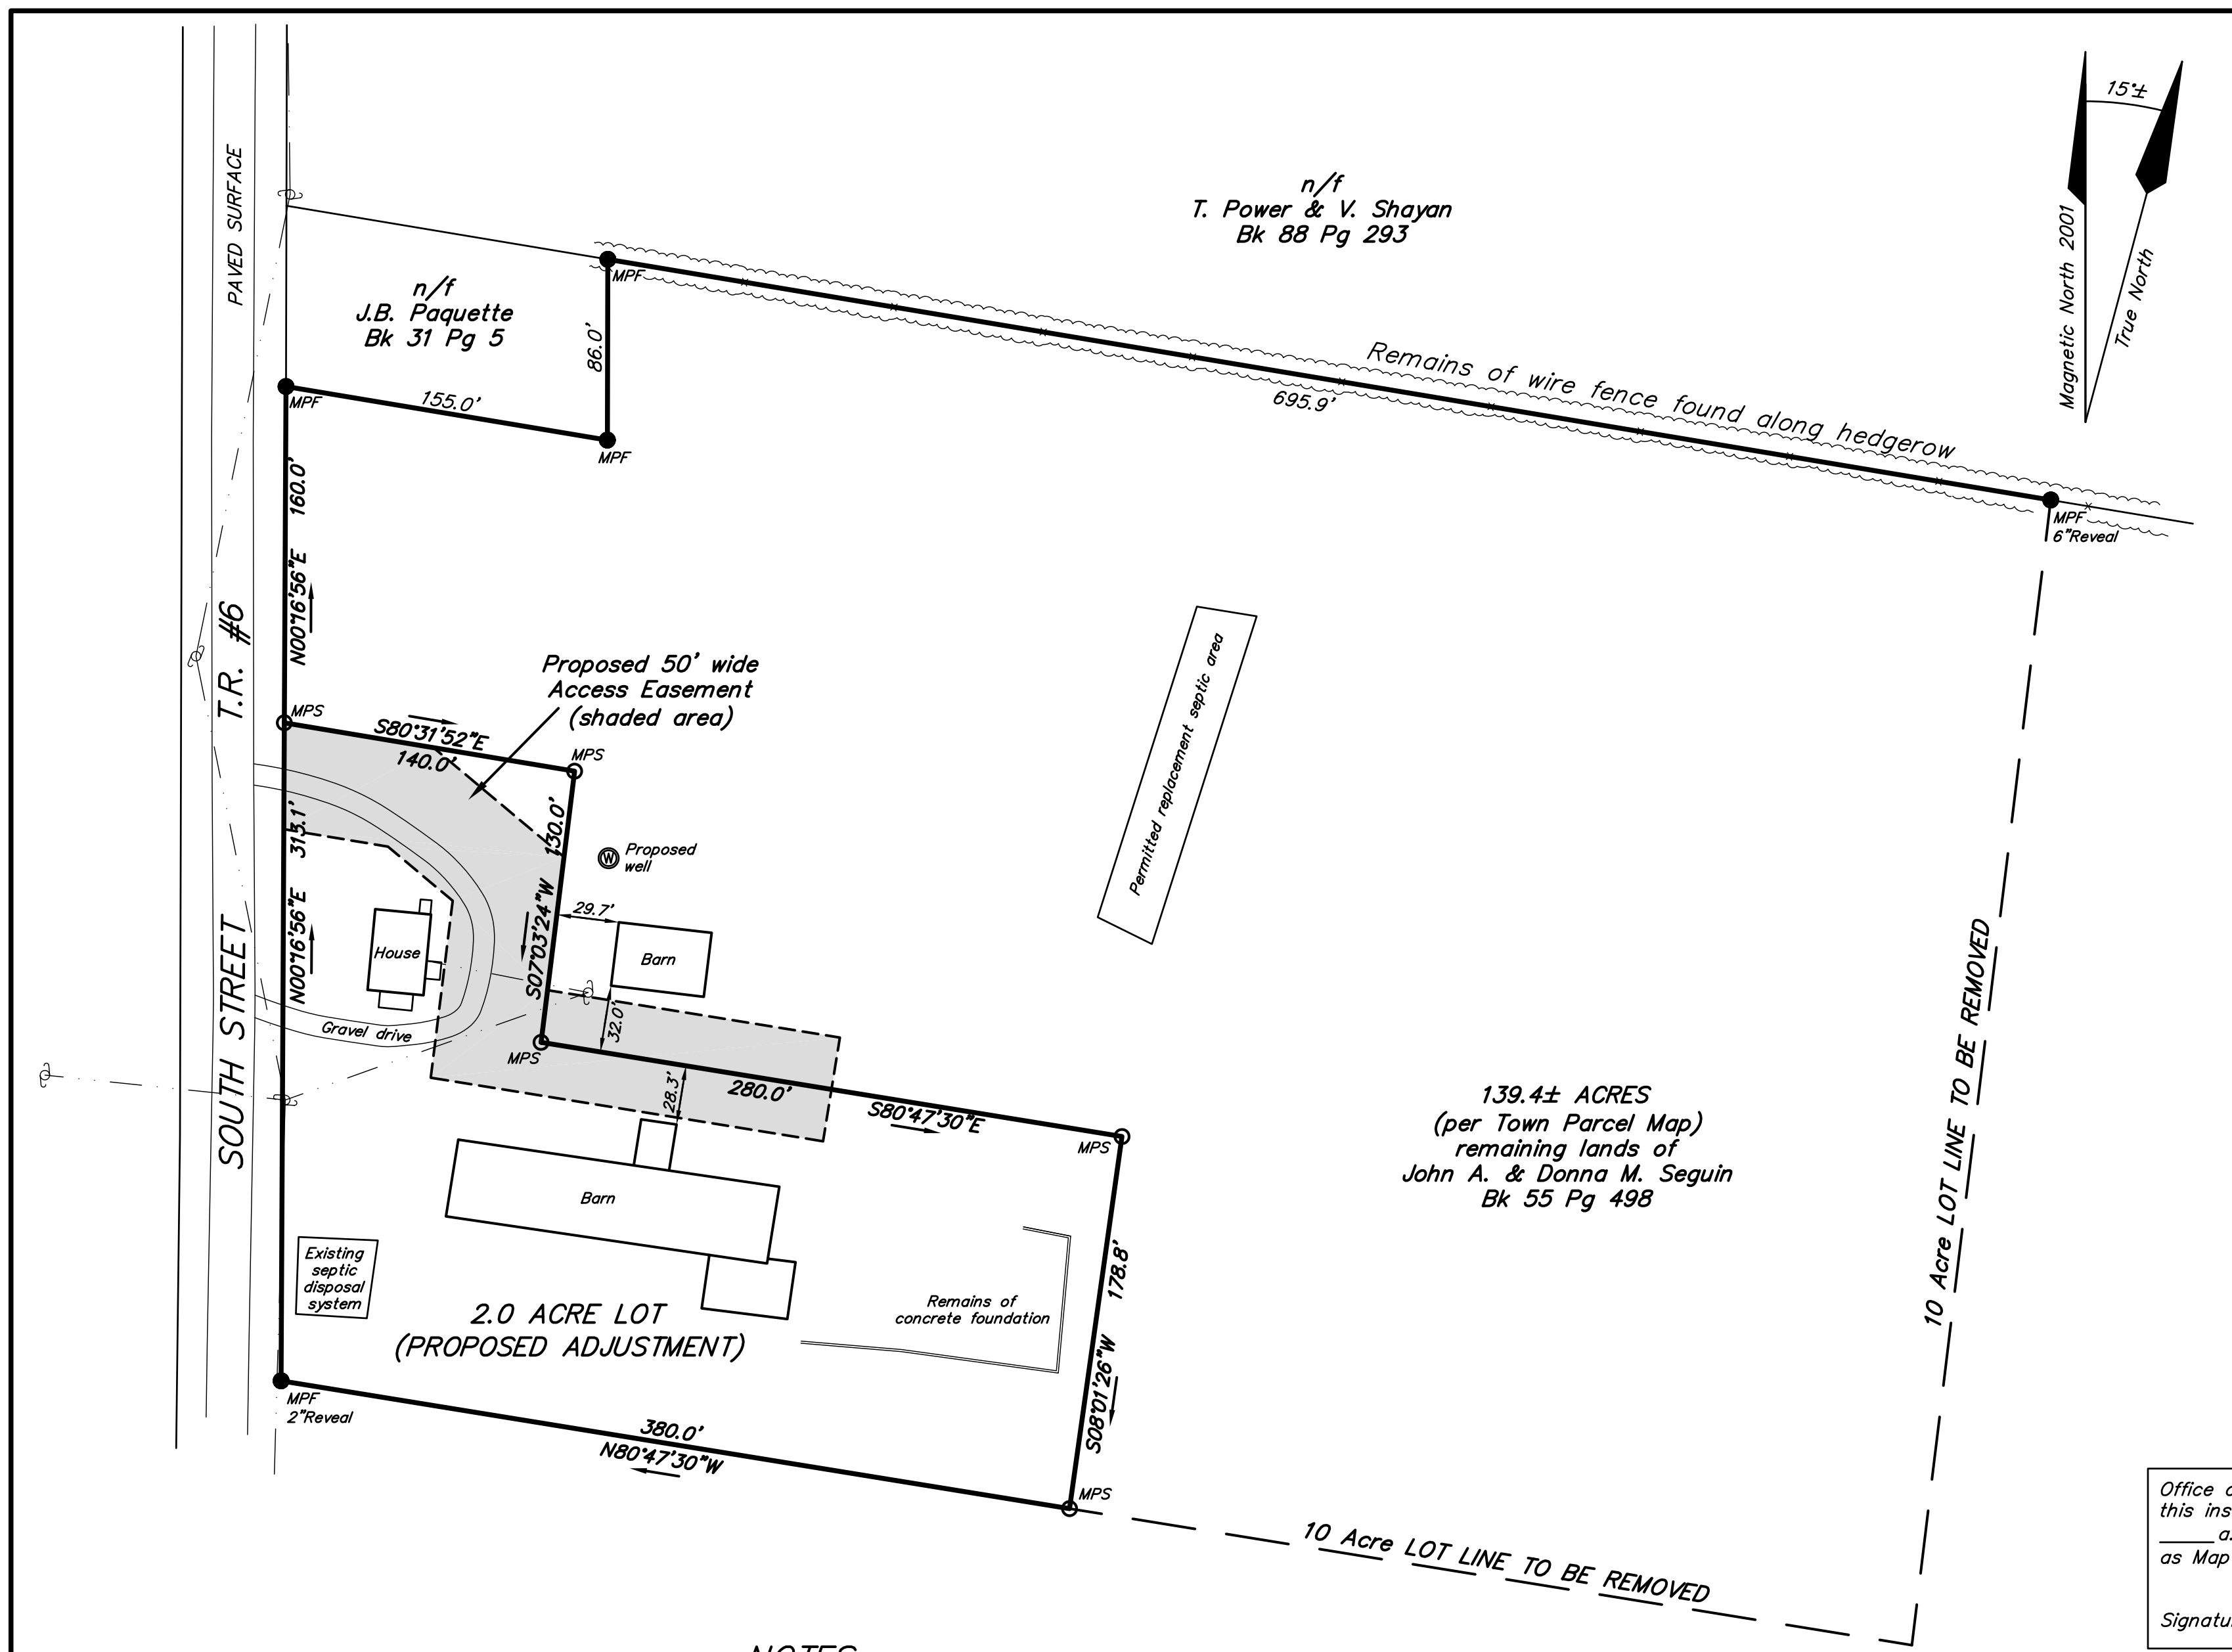 PAVED SURFACE
T.R. #6
SOUTH STREET
n/f
T. Power & V. Shayan
Bk 88 Pg 293
15°±
Magnetic North 2001
True North
n/f
J.B. Paquette
Bk 31 Pg 5
MPF
86.0'
MPF
155.0'
MPF
Remains of wire fence found along hedgerow
695.9'
MPF
6"Reveal
N00°16'56"E 160.0'
Proposed 50' wide
Access Easement
(shaded area)
MPS
S80°31'52"E
140.0'
MPS
130.0'
S07°03'24"W
Proposed
well
W
29.7'
Barn
32.0'
N00°16'56"E 313.1'
House
Gravel drive
MPS
28.3'
280.0'
S80°47'30"E
MPS
Permitted replacement septic area
139.4± ACRES
(per Town Parcel Map)
remaining lands of
John A. & Donna M. Seguin
Bk 55 Pg 498
10 Acre LOT LINE TO BE REMOVED
Barn
Existing
septic
disposal
system
2.0 ACRE LOT
(PROPOSED ADJUSTMENT)
Remains of
concrete foundation
178.8'
S08°01'26"W
MPF
2"Reveal
380.0'
N80°47'30"W
MPS
10 Acre LOT LINE TO BE REMOVED
Office
this ins
as Map
Signatu
NOTES